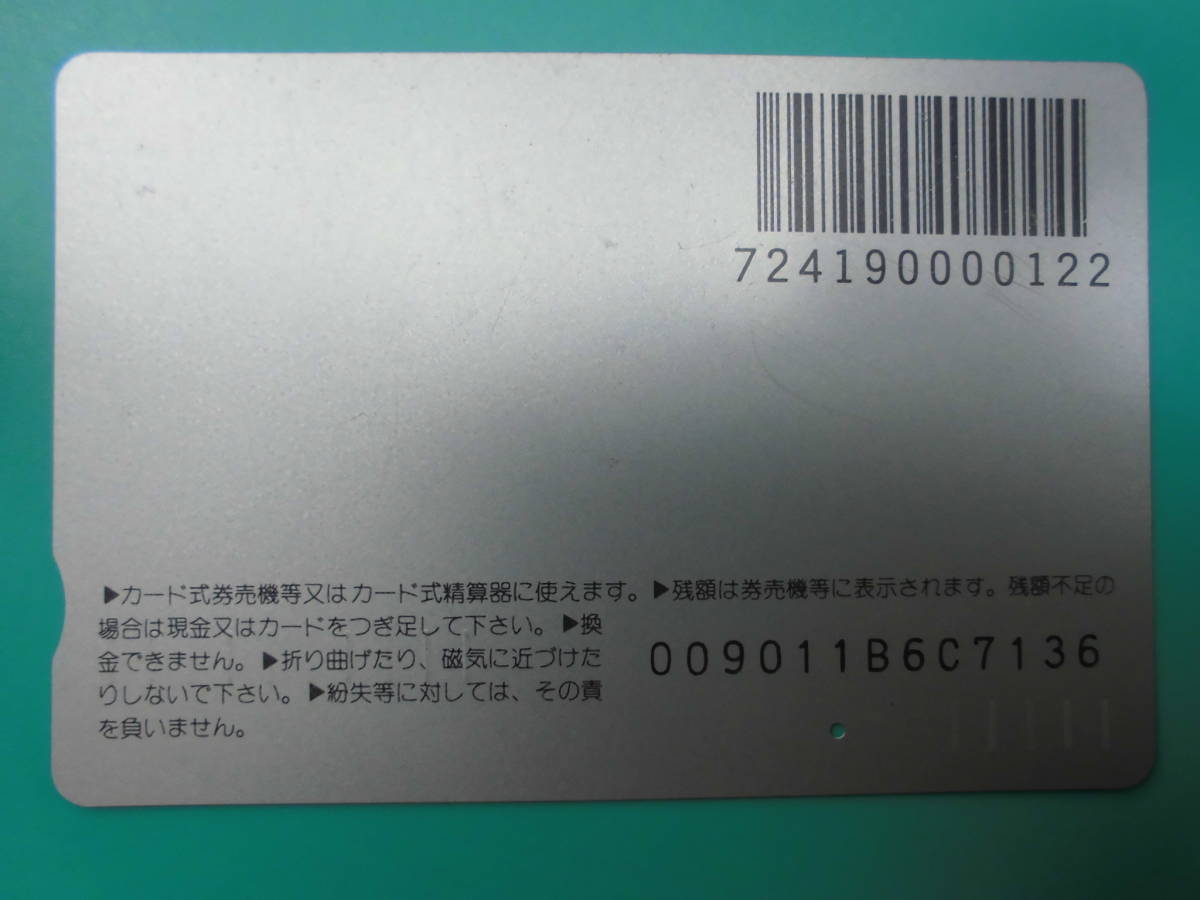 724190000122
▶カード式券売機等又はカード式精算器に使えます。▶残額は券売機等に表示されます。残額不足の
場合は現金又はカードをつぎ足して下さい。▶換
金できません。▶折り曲げたり、磁気に近づけた
りしないで下さい。▶紛失等に対しては、その責
を負いません。
009011B6C7136